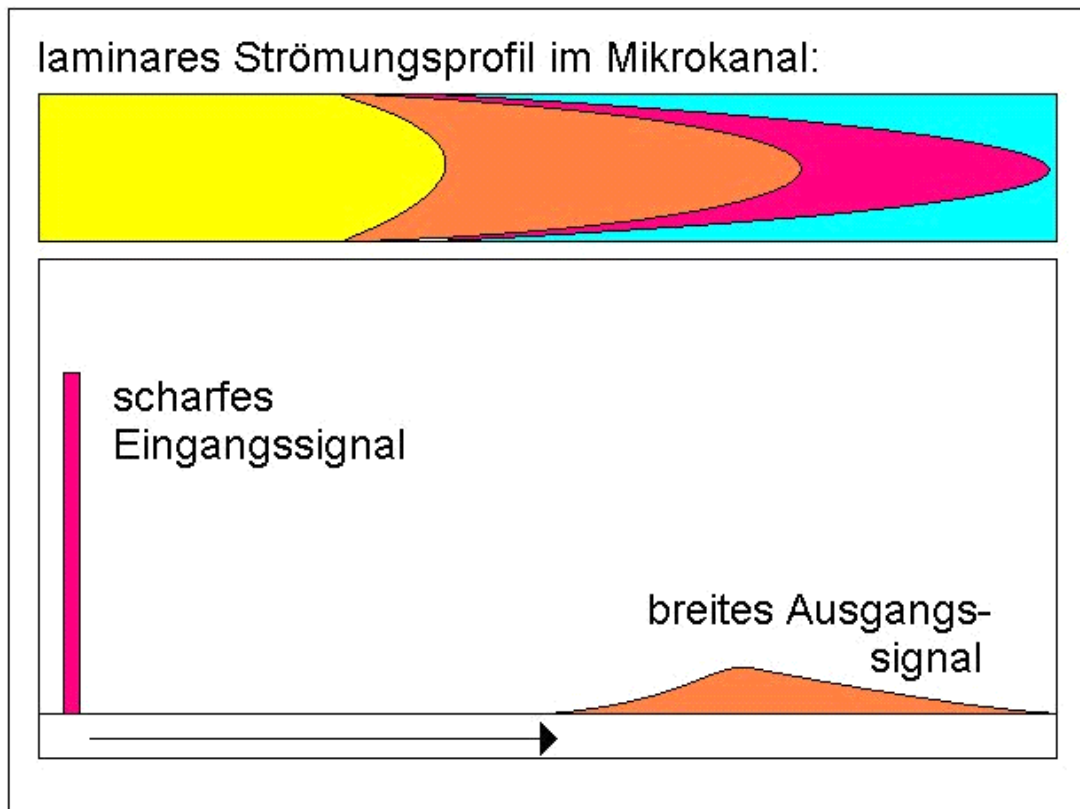 laminares Strömungsprofil im Mikrokanal:
scharfes
Eingangssignal
breites Ausgangs-
signal